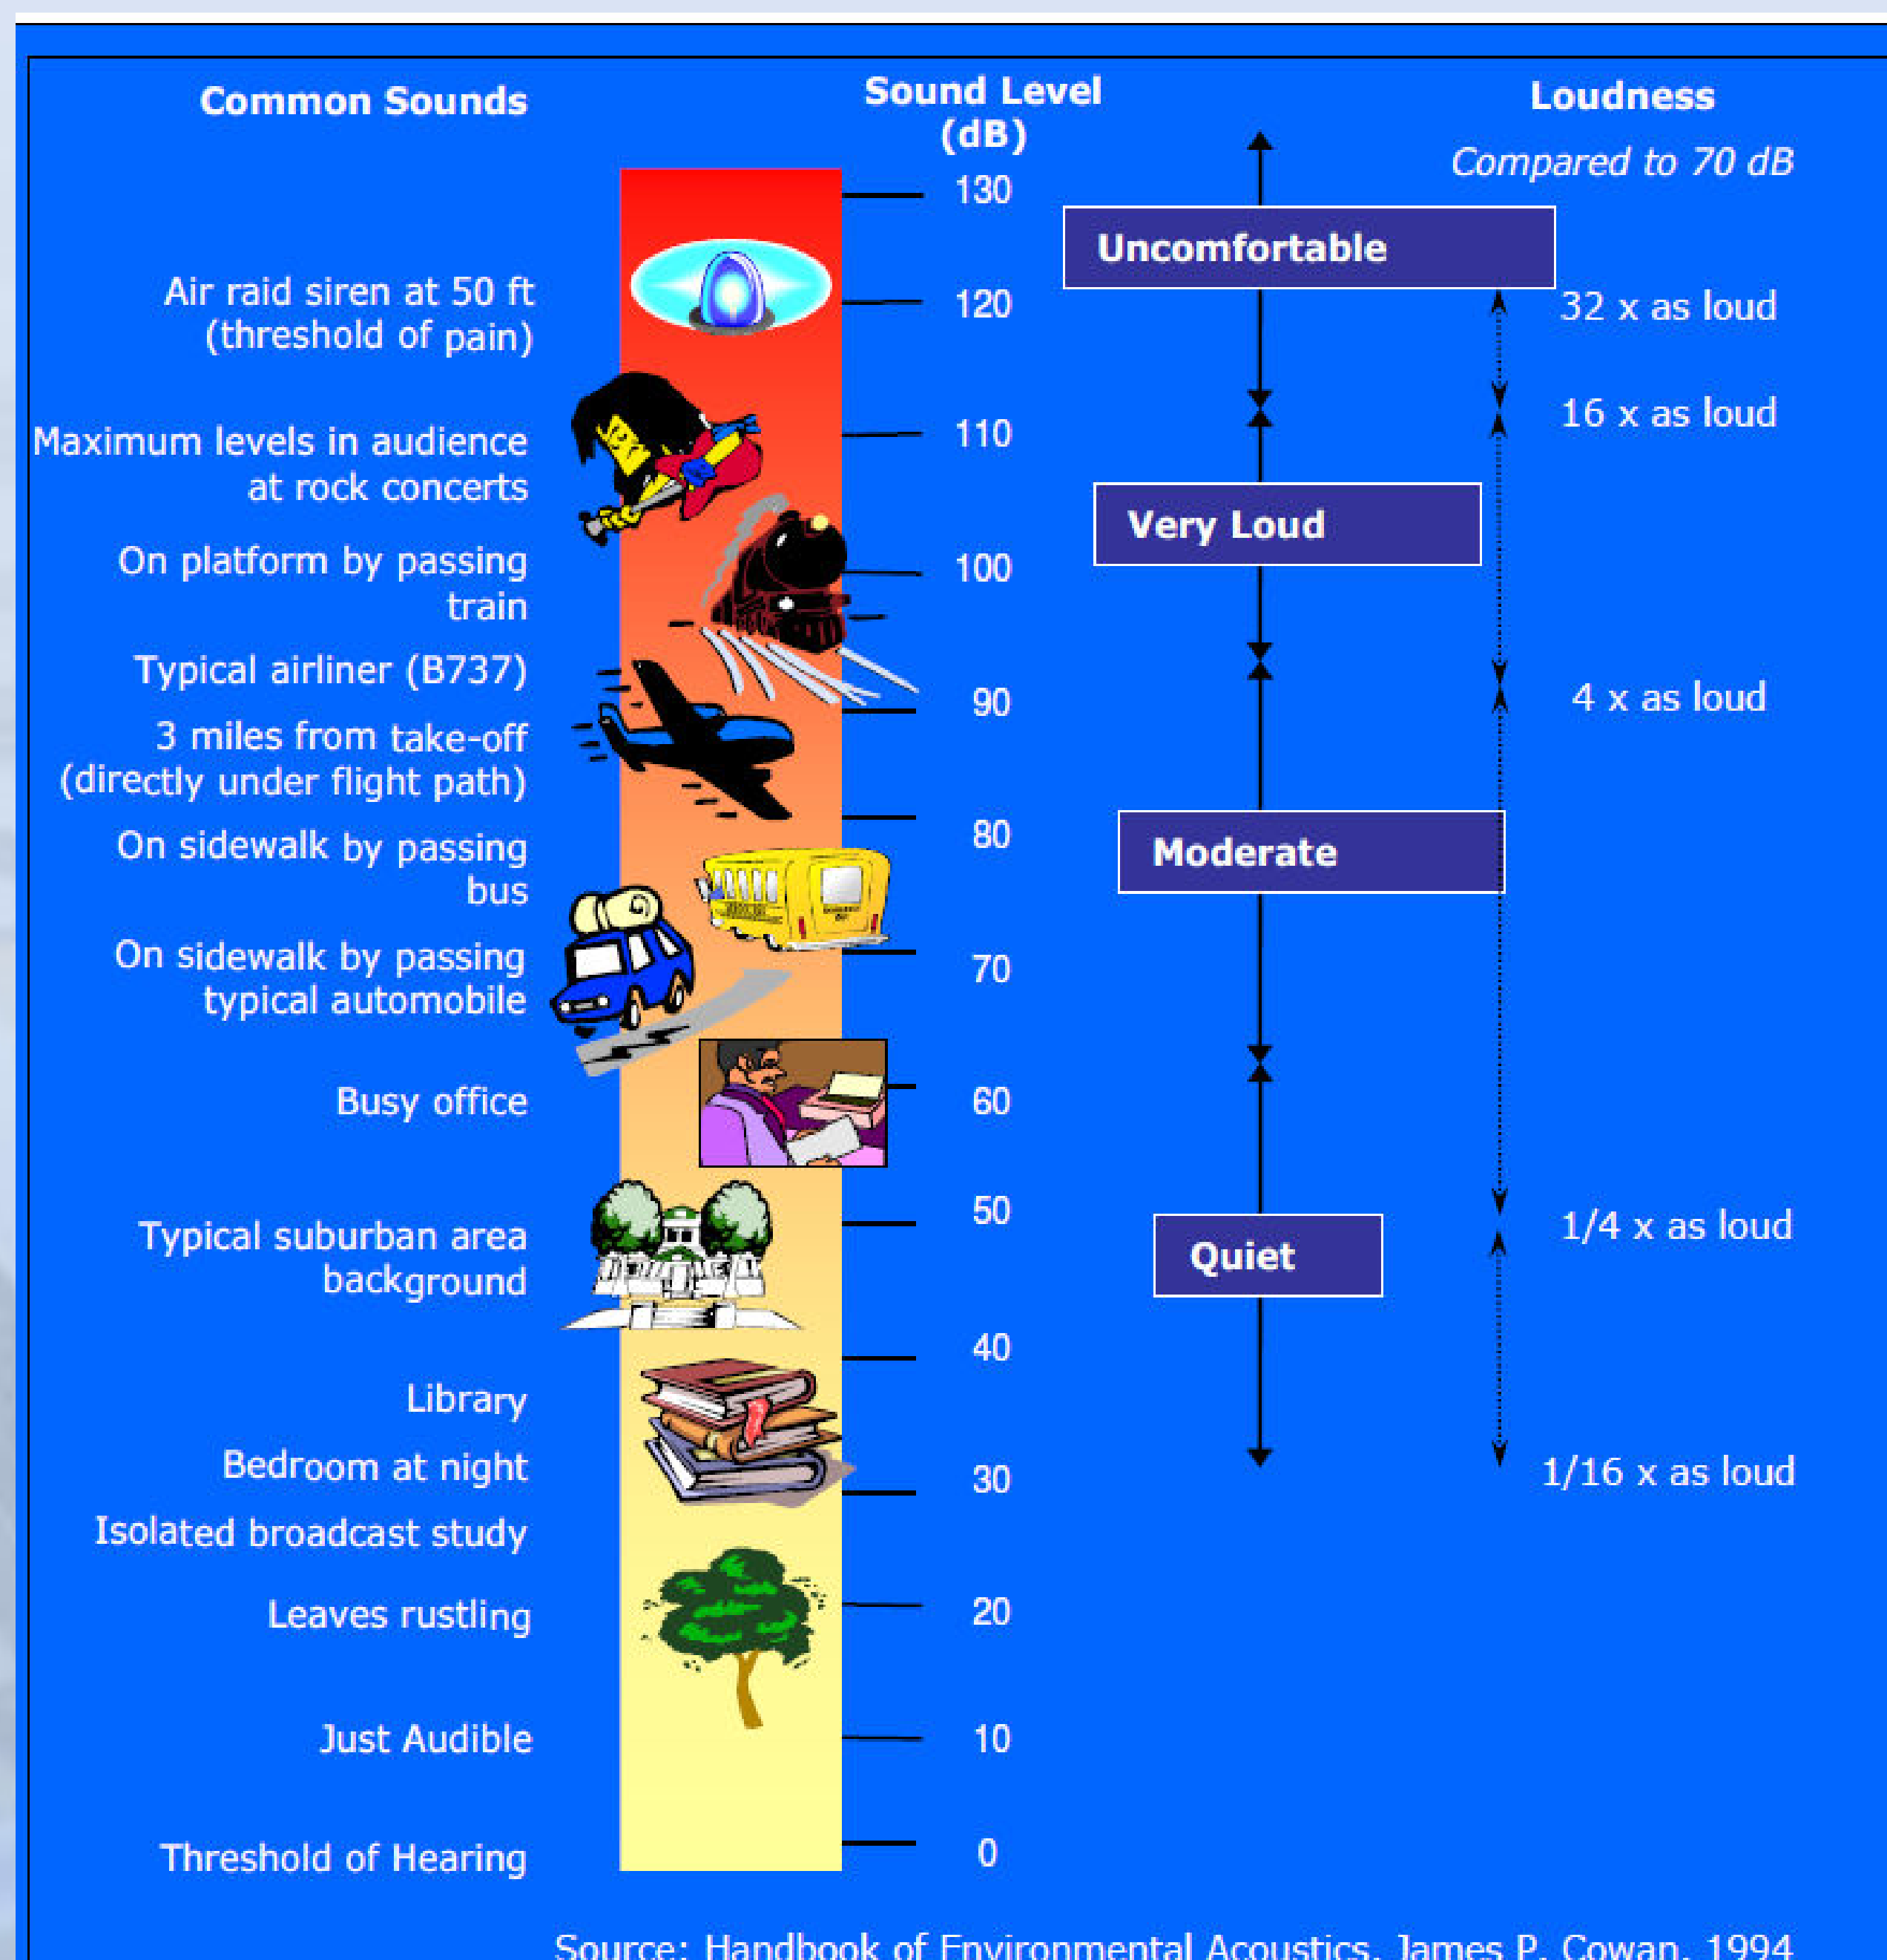 Common Sounds
Sound Level
(dB)
Loudness
Compared to 70 dB
130
Uncomfortable
Air raid siren at 50 ft
(threshold of pain)
120
32 x as loud
16 x as loud
Maximum levels in audience
at rock concerts
110
Very Loud
On platform by passing
train
100
Typical airliner (B737)
90
4 x as loud
3 miles from take-off
(directly under flight path)
80
On sidewalk by passing
bus
Moderate
On sidewalk by passing
typical automobile
70
Busy office
60
50
1/4 x as loud
Typical suburban area
background
Quiet
40
Library
Bedroom at night
30
1/16 x as loud
Isolated broadcast study
Leaves rustling
20
Just Audible
10
Threshold of Hearing
0
Source: Handbook of Environmental Acoustics, James P. Cowan, 1994